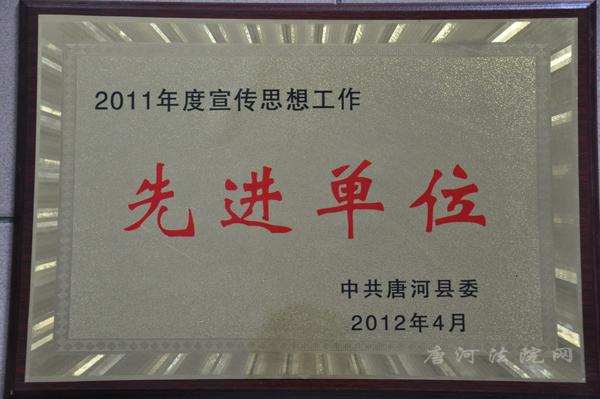 2011年度宣传思想工作
先进单位
中共唐河县委
2012年4月
唐河法院网